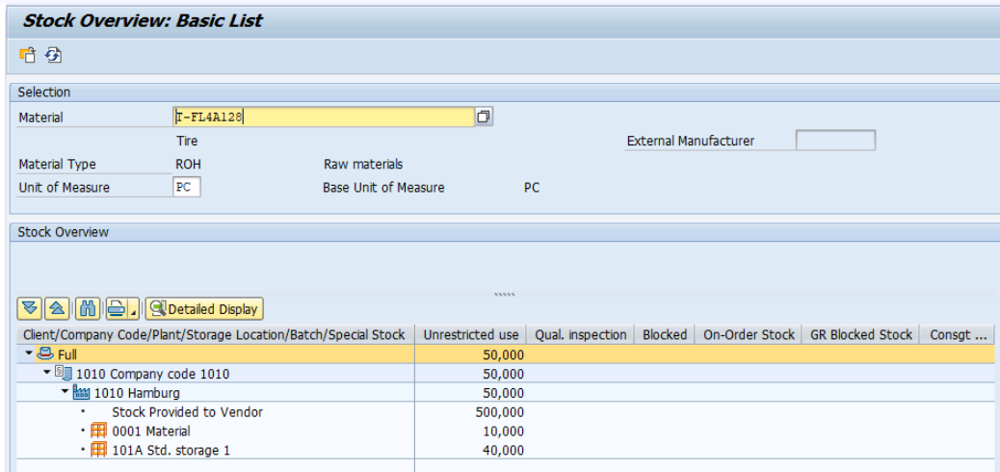 Stock Overview: Basic List
Selection
Material T-FL4A128
Tire External Manufacturer
Material Type ROH Raw materials
Unit of Measure PC Base Unit of Measure PC
Stock Overview
Detailed Display
Client/Company Code/Plant/Storage Location/Batch/Special Stock Unrestricted use Qual. inspection Blocked On-Order Stock GR Blocked Stock Consgt ...
Full 50,000
1010 Company code 1010 50,000
1010 Hamburg 50,000
Stock Provided to Vendor 500,000
0001 Material 10,000
101A Std. storage 1 40,000